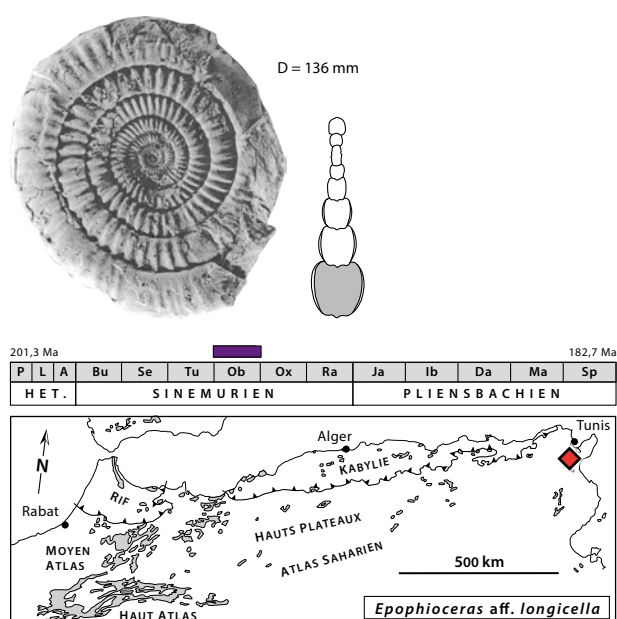 D = 136 mm
201,3 Ma 182,7 Ma
P L A Bu Se Tu Ob Ox Ra Ja Ib Da Ma Sp
HET. SINEMURIEN PLIENSBACHIEN
Tunis
Alger
N
KABYLIE
RIF
Rabat
HAUTS PLATEAUX
MOYEN
ATLAS
ATLAS SAHARIEN
500 km
HAUT ATLAS
Epophioceras aff. longicella